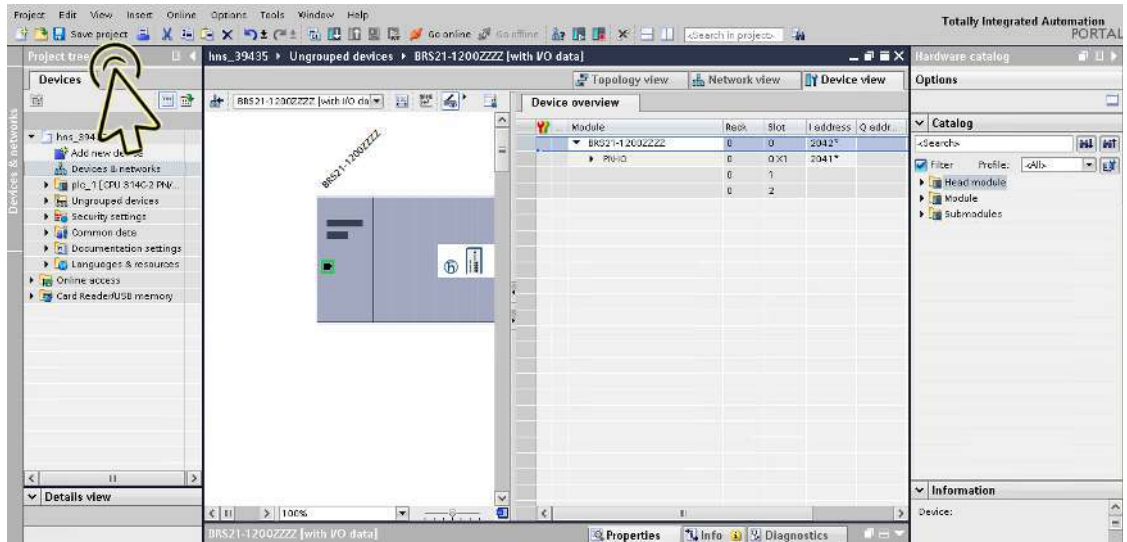 Project Edit View Insert Online Options Tools Window Help
Totally Integrated Automation
PORTAL
Save project
Go online
Go offline
<Search in project>
Project tree
hns_39435 ▸ Ungrouped devices ▸ BRS21-1200ZZZZ [with I/O data]
Hardware catalog
Devices
Topology view
Network view
Device view
Options
BRS21-1200ZZZZ [with I/O da
Device overview
Devices & networks
Module
Rack
Slot
I address
Q addr...
Catalog
BRS21-1200ZZZZ 0 0 2042*
PN-IO 0 0 X1 2041*
0 1
0 2
<Search>
Filter
Profile:
<All>
Head module
Module
Submodules
Add new
Devices & networks
plc_1 [CPU 314C-2 PN/...
Ungrouped devices
Security settings
Common data
Documentation settings
Languages & resources
Online access
Card Reader/USB memory
BRS21-1200ZZZZ
Details view
100%
Information
Device:
BRS21-1200ZZZZ [with I/O data]
Properties
Info
Diagnostics